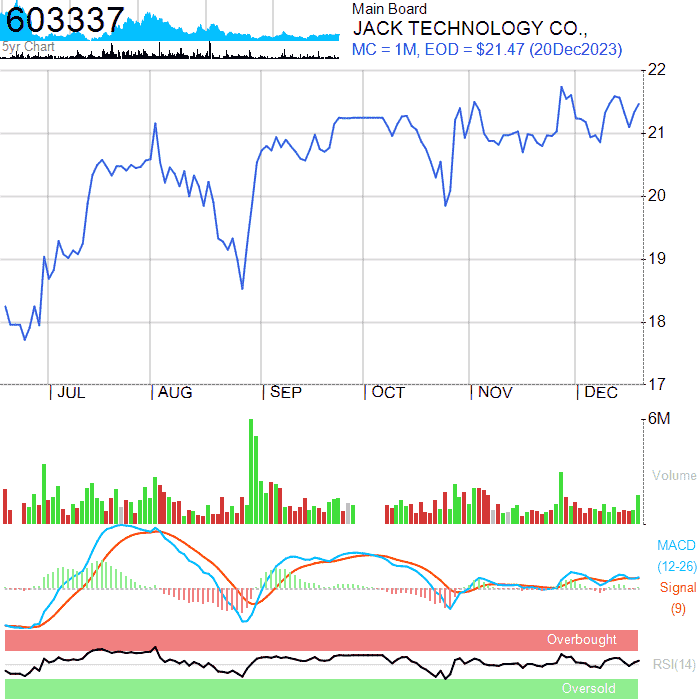 603337
5yr Chart
Main Board
JACK TECHNOLOGY CO.,
MC = 1M, EOD = $21.47 (20Dec2023)
22
21
20
19
18
17
JUL AUG SEP OCT NOV DEC
6M
Volume
MACD
(12-26)
Signal
(9)
Overbought
RSI(14)
Oversold